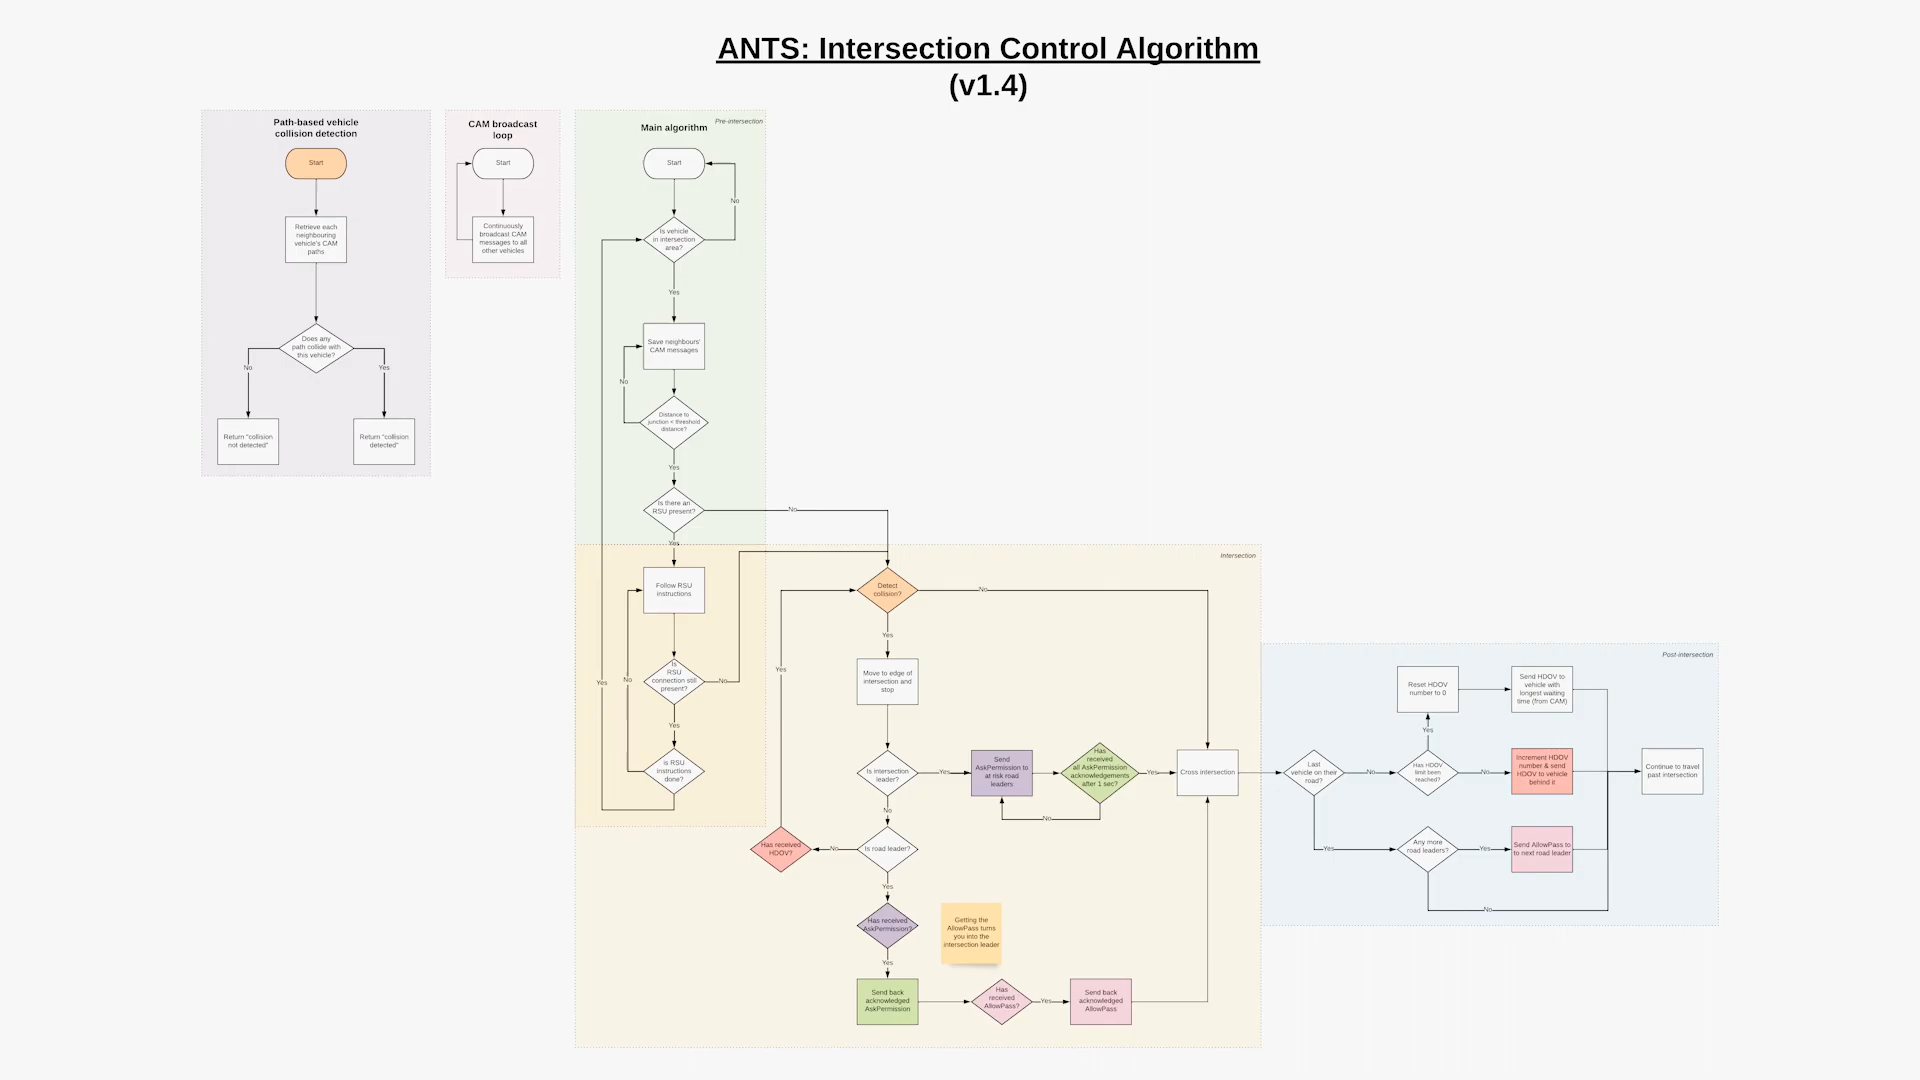 ANTS: Intersection Control Algorithm
(v1.4)
Path-based vehicle
collision detection
Start
Retrieve each
neighbouring
vehicle's CAM
paths
Does any
path collide with
this vehicle?
No
Yes
Return "collision
not detected"
Return "collision
detected"
CAM broadcast
loop
Start
Continuously
broadcast CAM
messages to all
other vehicles
Pre-intersection
Main algorithm
Start
No
Is vehicle
in intersection
area?
Yes
Save neighbours'
CAM messages
No
Distance to
junction < threshold
distance?
Yes
Is there an
RSU present?
No
Yes
Follow RSU
instructions
Is
RSU
connection still
present?
No
Yes
No
Yes
is RSU
instructions
done?
Intersection
Detect
collision?
No
Yes
Yes
Move to edge of
intersection and
stop
Is intersection
leader?
Yes
Send
AskPermission to
at risk road
leaders
Has
received
all AskPermission
acknowledgements
after 1 sec?
Yes
No
Cross intersection
No
Is road leader?
No
Has received
HDOV?
Yes
Has received
AskPermission?
Yes
Getting the
AllowPass turns
you into the
intersection leader
Send back
acknowledged
AskPermission
Has
received
AllowPass?
Yes
Send back
acknowledged
AllowPass
Post-intersection
Last
vehicle on their
road?
No
Has HDOV
limit been
reached?
Yes
Reset HDOV
number to 0
Send HDOV to
vehicle with
longest waiting
time (from CAM)
No
Increment HDOV
number & send
HDOV to vehicle
behind it
Continue to travel
past intersection
Yes
Any more
road leaders?
Yes
Send AllowPass to
to next road leader
No